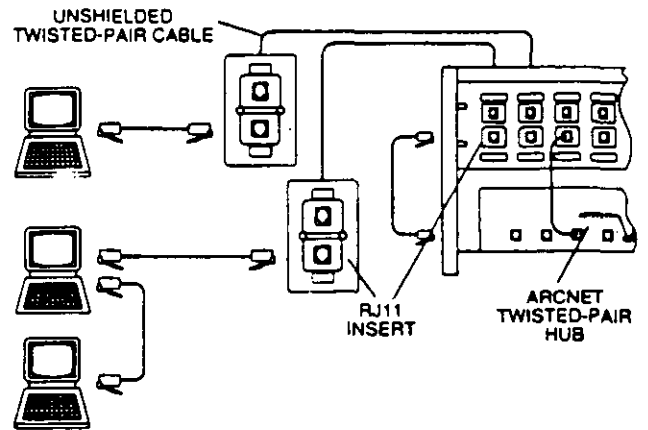 UNSHIELDED
TWISTED-PAIR CABLE
RJ11
INSERT
ARCNET
TWISTED-PAIR
HUB